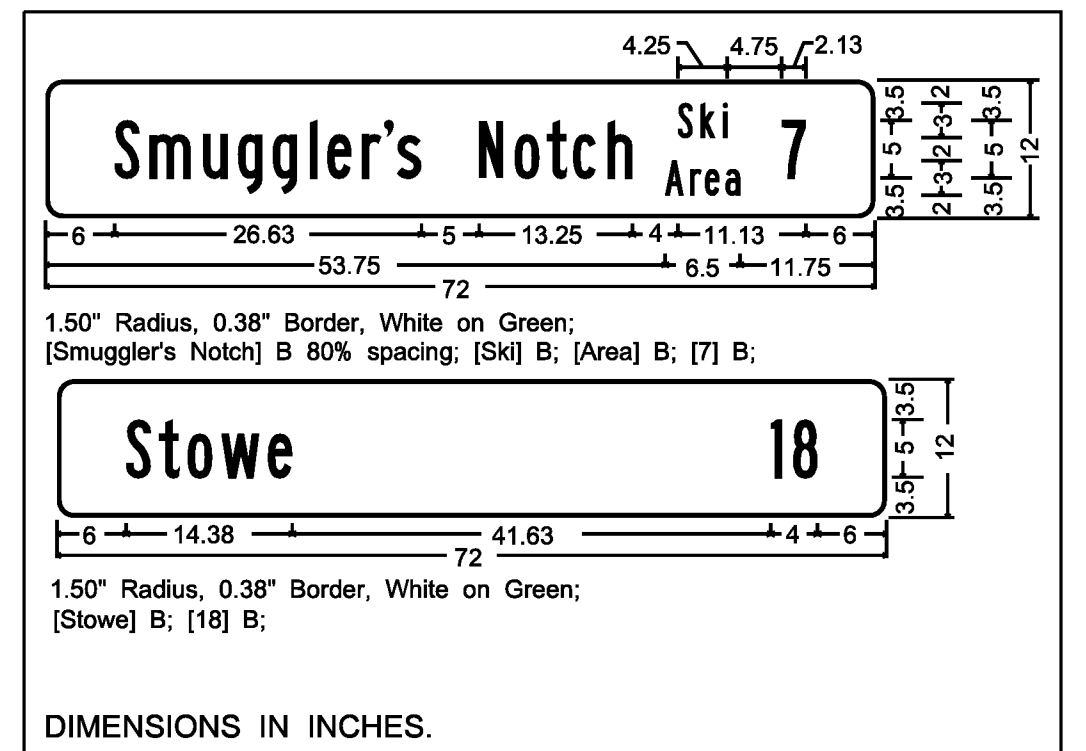 4.25 4.75 2.13
Smuggler's Notch Ski Area 7
3.5 5 3.5
2 3 2 3 2
3.5 5 3.5
12
6 26.63 5 13.25 4 11.13 6
53.75 6.5 11.75
72
1.50" Radius, 0.38" Border, White on Green;
[Smuggler's Notch] B 80% spacing; [Ski] B; [Area] B; [7] B;
Stowe 18
3.5 5 3.5
12
6 14.38 41.63 4 6
72
1.50" Radius, 0.38" Border, White on Green;
[Stowe] B; [18] B;
DIMENSIONS IN INCHES.